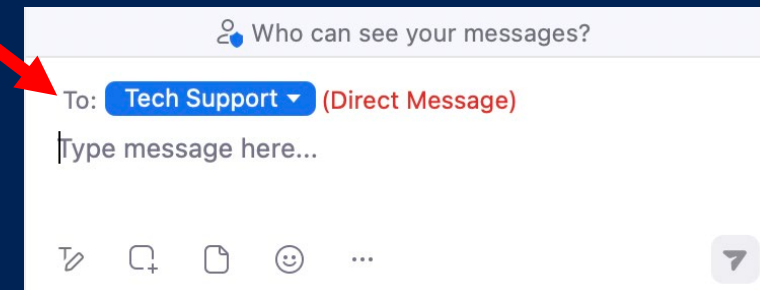 Who can see your messages?
To: Tech Support (Direct Message)
Type message here...